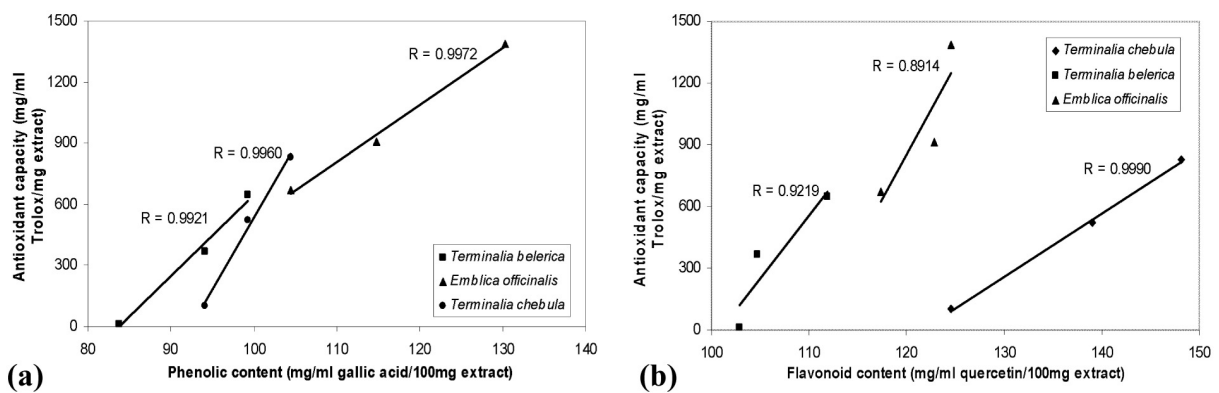 1500
1200
900
600
300
0
80
90
100
110
120
130
140
Antioxidant capacity (mg/ml
Trolox/mg extract)
Phenolic content (mg/ml gallic acid/100mg extract)
R = 0.9972
R = 0.9960
R = 0.9921
Terminalia belerica
Emblica officinalis
Terminalia chebula
(a)
1500
1200
900
600
300
0
100
110
120
130
140
150
Antioxidant capacity (mg/ml
Trolox/mg extract)
Flavonoid content (mg/ml quercetin/100mg extract)
R = 0.8914
R = 0.9219
R = 0.9990
Terminalia chebula
Terminalia belerica
Emblica officinalis
(b)